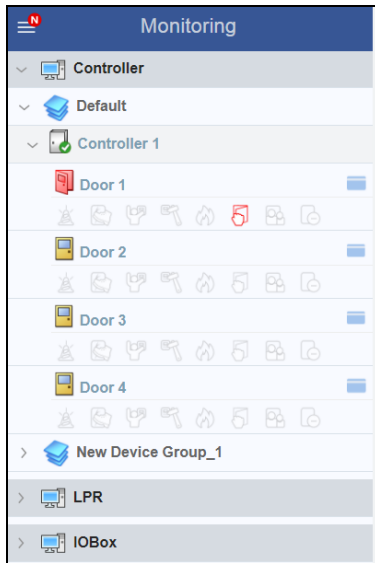 N
Monitoring
Controller
Default
Controller 1
Door 1
Door 2
Door 3
Door 4
New Device Group_1
LPR
IOBox